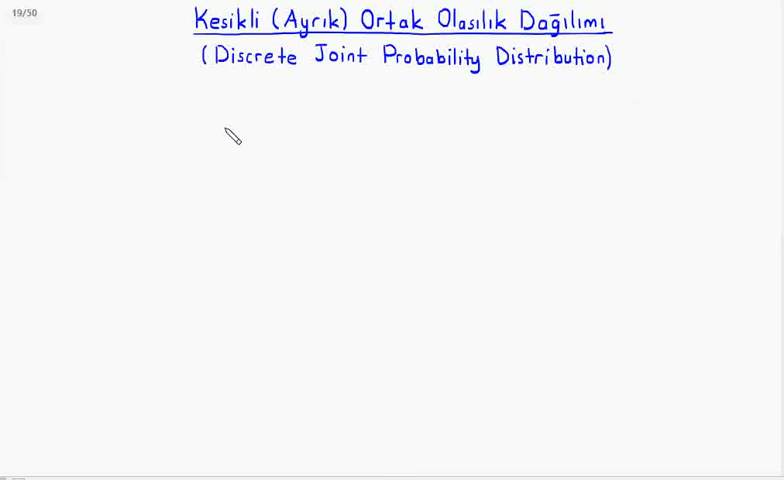 19/50
Kesikli (Ayrık) Ortak Olasılık Dağılımı
(Discrete Joint Probability Distribution)